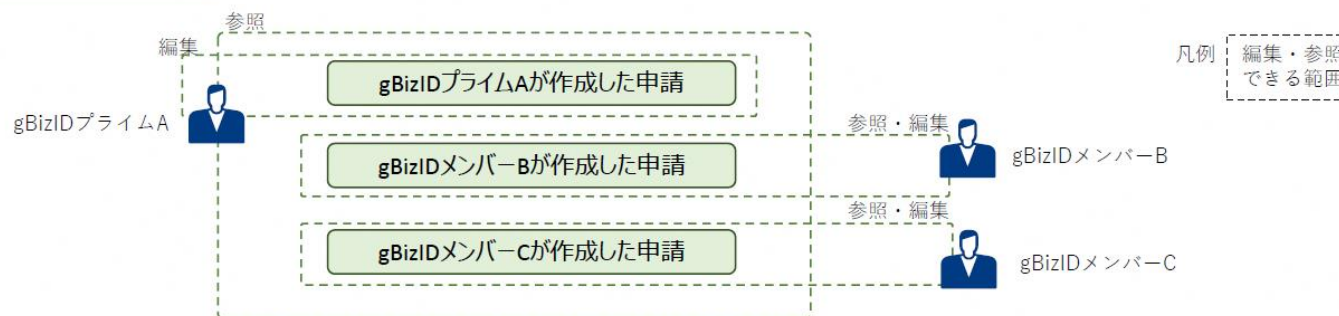 参照
編集
凡例
編集・参照
できる範囲
gBizIDプライムAが作成した申請
gBizIDプライムA
参照・編集
gBizIDメンバーBが作成した申請
gBizIDメンバーB
参照・編集
gBizIDメンバーCが作成した申請
gBizIDメンバーC